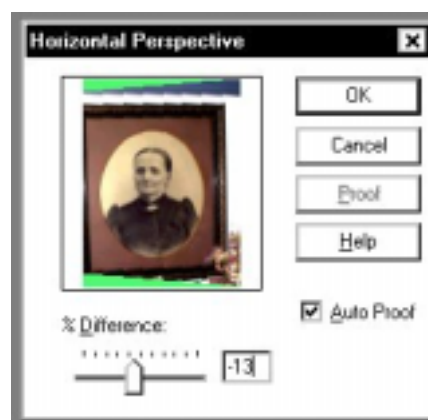 Horizontal Perspective
OK
Cancel
Proof
Help
% Difference:
-13
Auto Proof